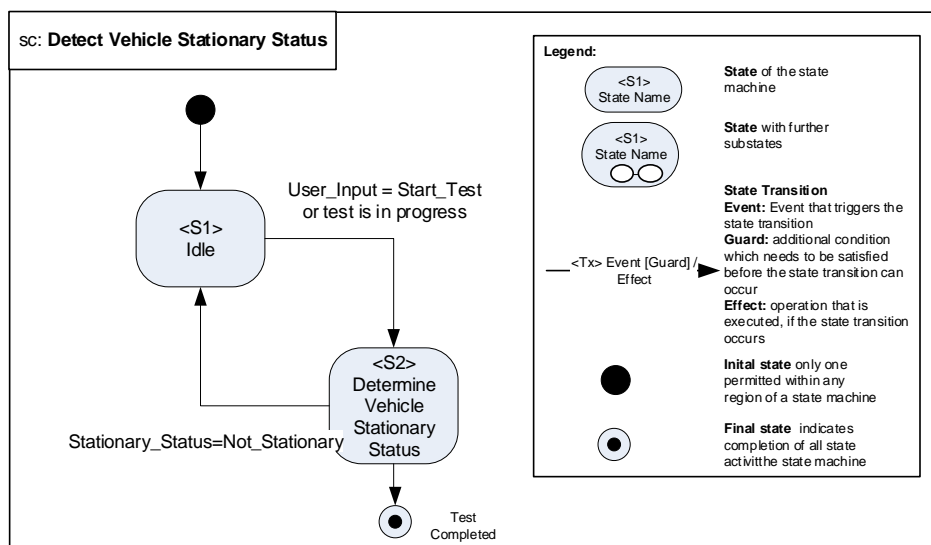 sc: Detect Vehicle Stationary Status
User_Input = Start_Test
or test is in progress
<S1>
Idle
<S2>
Determine
Vehicle
Stationary
Status
Stationary_Status=Not_Stationary
Test
Completed
Legend:
<S1>
State Name
State of the state
machine
<S1>
State Name
State with further
substates
<Tx> Event [Guard] /
Effect
State Transition
Event: Event that triggers the
state transition
Guard: additional condition
which needs to be satisfied
before the state transition can
occur
Effect: operation that is
executed, if the state transition
occurs
Inital state only one
permitted within any
region of a state machine
Final state indicates
completion of all state
activitthe state machine